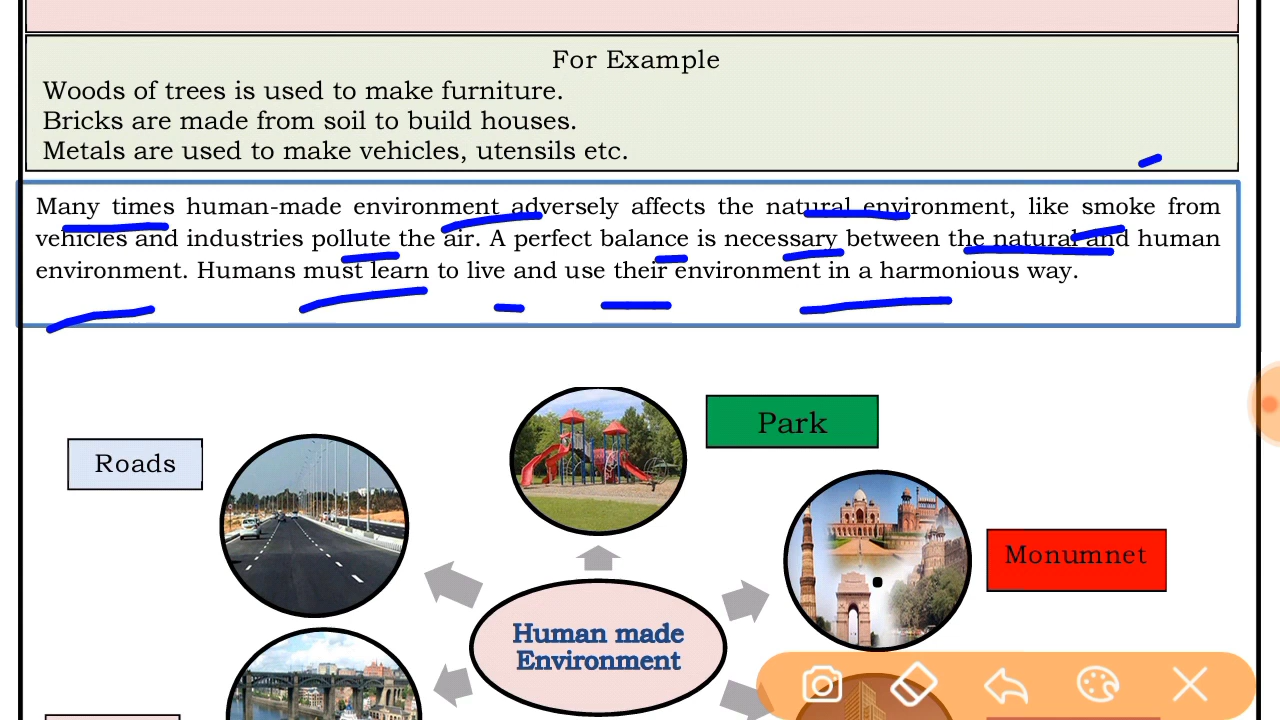 For Example
Woods of trees is used to make furniture.
Bricks are made from soil to build houses.
Metals are used to make vehicles, utensils etc.
Many times human-made environment adversely affects the natural environment, like smoke from
vehicles and industries pollute the air. A perfect balance is necessary between the natural and human
environment. Humans must learn to live and use their environment in a harmonious way.
Park
Roads
Monumnet
Human made
Environment